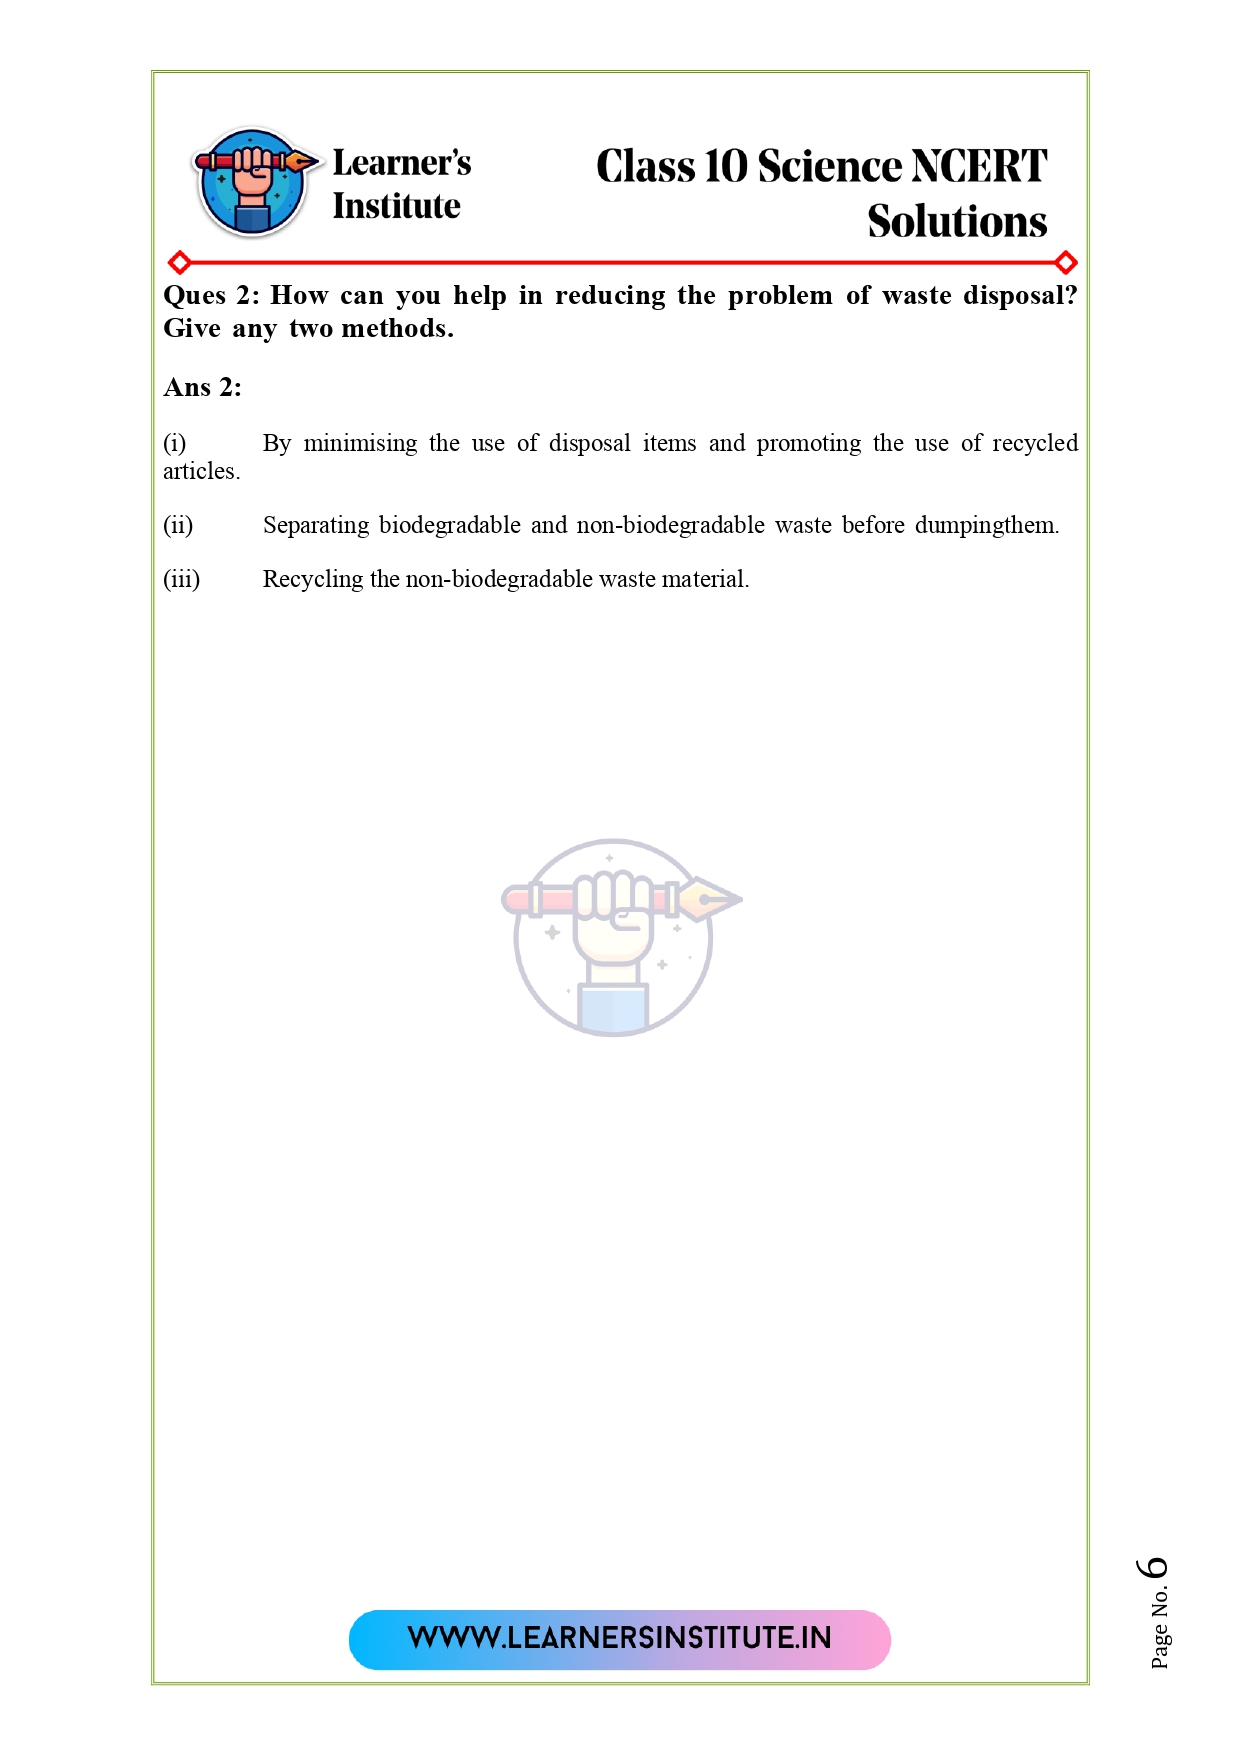 Learner's
Institute
Class 10 Science NCERT
Solutions
Ques 2: How can you help in reducing the problem of waste disposal?
Give any two methods.
Ans 2:
(i) By minimising the use of disposal items and promoting the use of recycled
articles.
(ii) Separating biodegradable and non-biodegradable waste before dumpingthem.
(iii) Recycling the non-biodegradable waste material.
WWW.LEARNERSINSTITUTE.IN
Page No. 6